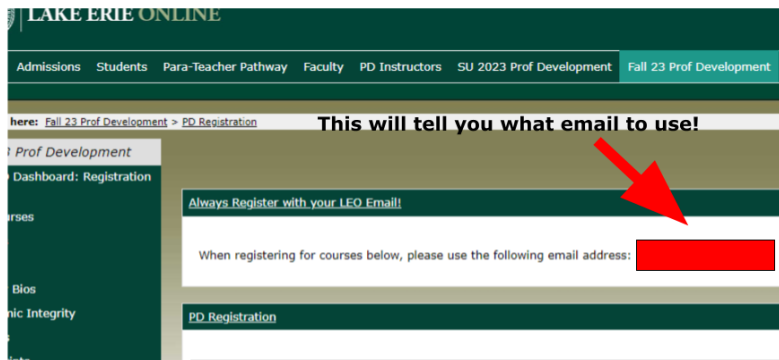 LAKE ERIE ONLINE
Admissions Students Para-Teacher Pathway Faculty PD Instructors SU 2023 Prof Development Fall 23 Prof Development
here: Fall 23 Prof Development > PD Registration
This will tell you what email to use!
Prof Development
Dashboard: Registration
Always Register with your LEO Email!
When registering for courses below, please use the following email address:
Bios
Integrity
PD Registration